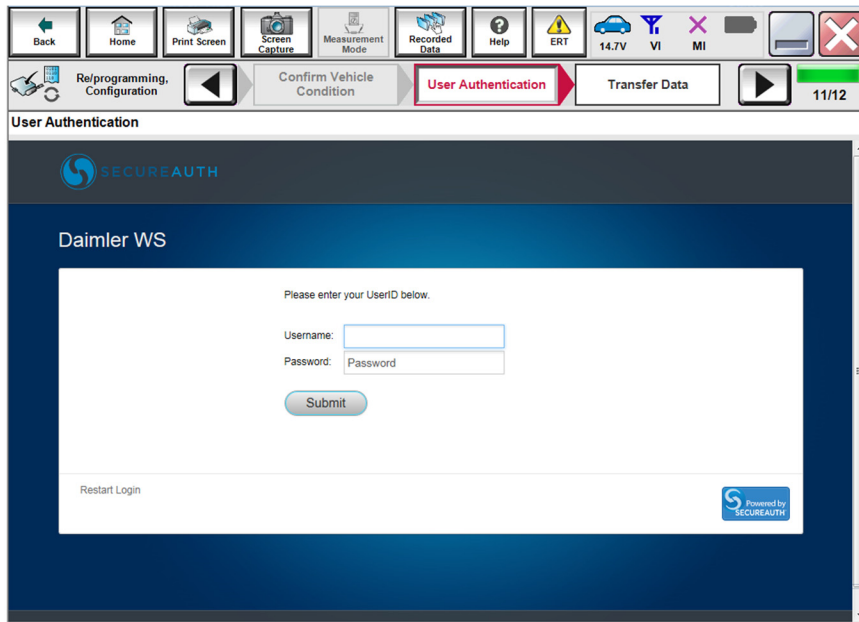 Back
Home
Print Screen
Screen
Capture
Measurement
Mode
Recorded
Data
Help
ERT
14.7V
VI
MI
Re/programming,
Configuration
Confirm Vehicle
Condition
User Authentication
Transfer Data
11/12
User Authentication
SECUREAUTH
Daimler WS
Please enter your UserID below.
Username:
Password:
Password
Submit
Restart Login
Powered by
SECUREAUTH